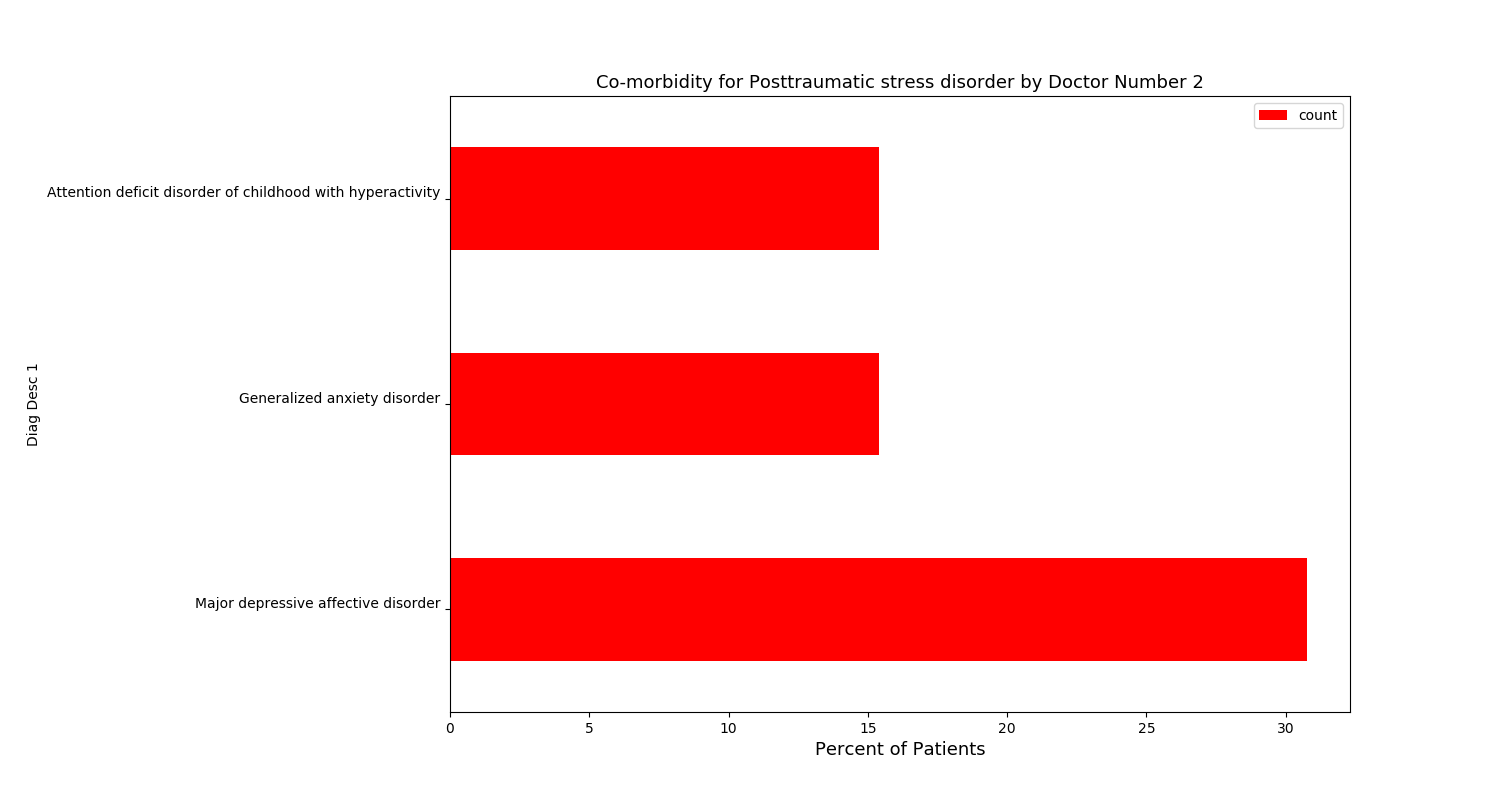 Co-morbidity for Posttraumatic stress disorder by Doctor Number 2
count
Attention deficit disorder of childhood with hyperactivity
Generalized anxiety disorder
Major depressive affective disorder
Diag Desc 1
0 5 10 15 20 25 30
Percent of Patients